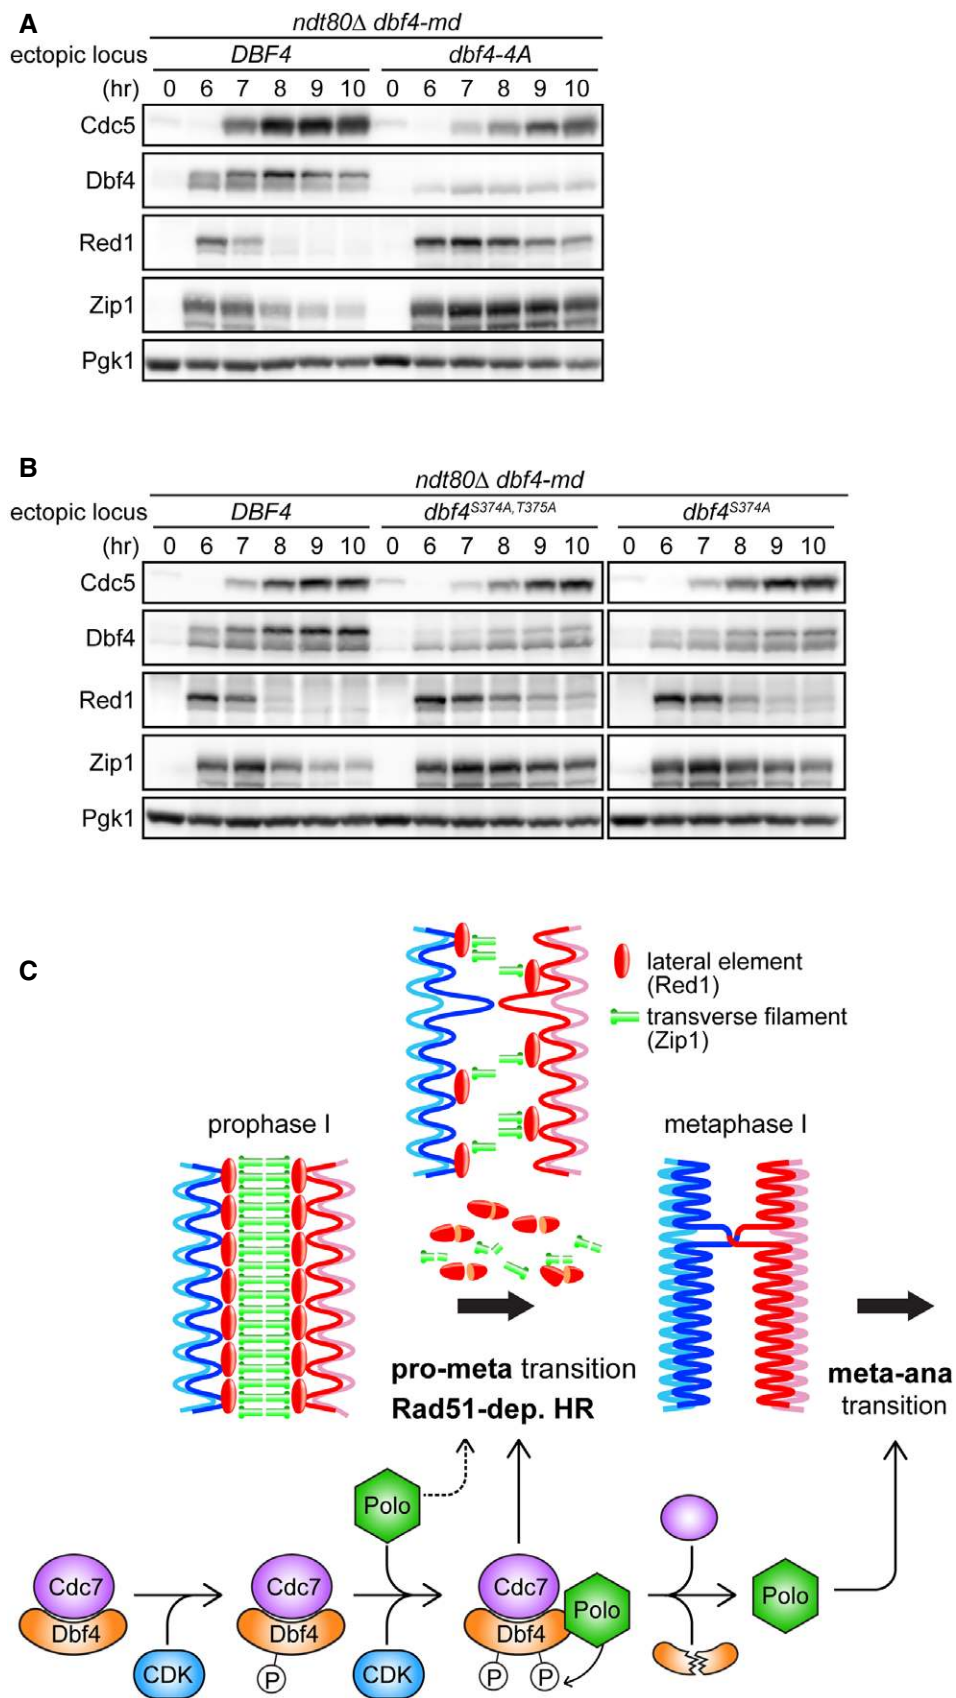 A
ndt80Δ dbf4-md
ectopic locus DBF4 dbf4-4A
(hr) 0 6 7 8 9 10 0 6 7 8 9 10
Cdc5
Dbf4
Red1
Zip1
Pgk1
B
ndt80Δ dbf4-md
ectopic locus DBF4 dbf4S374A,T375A dbf4S374A
(hr) 0 6 7 8 9 10 0 6 7 8 9 10 0 6 7 8 9 10
Cdc5
Dbf4
Red1
Zip1
Pgk1
C
lateral element
(Red1)
transverse filament
(Zip1)
prophase I
metaphase I
pro-meta transition
Rad51-dep. HR
meta-ana
transition
Polo
Cdc7
Dbf4
CDK
Cdc7
Dbf4
P
CDK
Cdc7
Dbf4
Polo
P
P
Polo